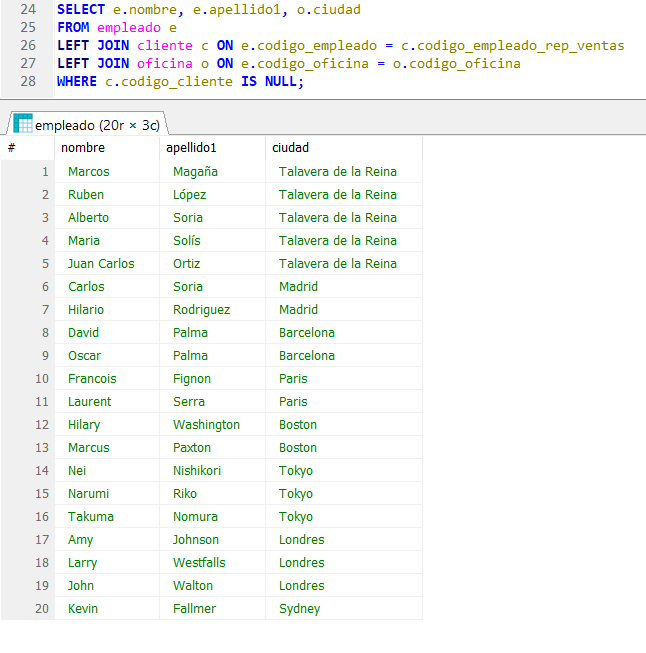 24 SELECT e.nombre, e.apellido1, o.ciudad
25 FROM empleado e
26 LEFT JOIN cliente c ON e.codigo_empleado = c.codigo_empleado_rep_ventas
27 LEFT JOIN oficina o ON e.codigo_oficina = o.codigo_oficina
28 WHERE c.codigo_cliente IS NULL;
empleado (20r × 3c)
# nombre apellido1 ciudad
1 Marcos Magaña Talavera de la Reina
2 Ruben López Talavera de la Reina
3 Alberto Soria Talavera de la Reina
4 Maria Solís Talavera de la Reina
5 Juan Carlos Ortiz Talavera de la Reina
6 Carlos Soria Madrid
7 Hilario Rodriguez Madrid
8 David Palma Barcelona
9 Oscar Palma Barcelona
10 Francois Fignon Paris
11 Laurent Serra Paris
12 Hilary Washington Boston
13 Marcus Paxton Boston
14 Nei Nishikori Tokyo
15 Narumi Riko Tokyo
16 Takuma Nomura Tokyo
17 Amy Johnson Londres
18 Larry Westfalls Londres
19 John Walton Londres
20 Kevin Fallmer Sydney